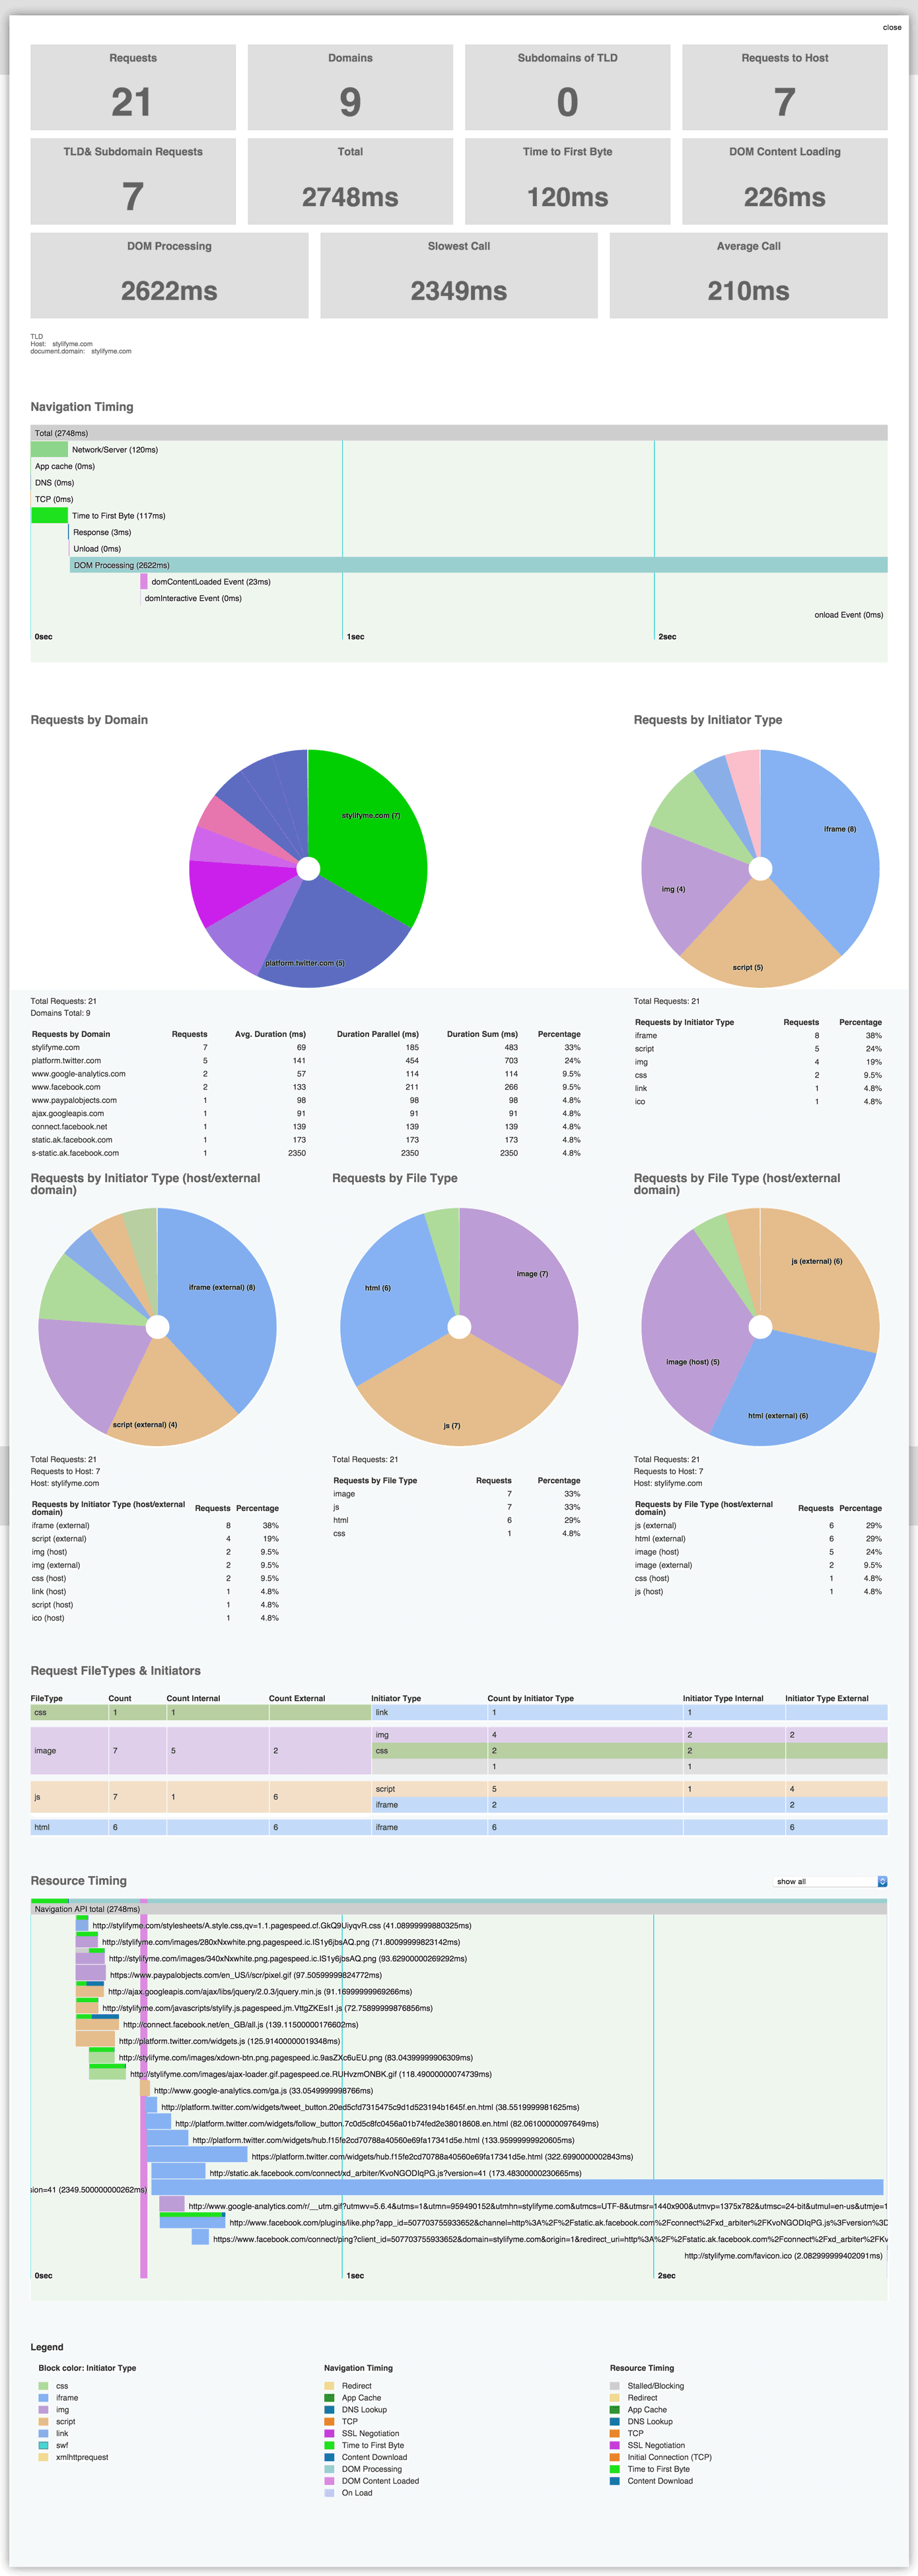 close
Requests Domains Subdomains of TLD Requests to Host
21 9 0 7
TLD& Subdomain Requests Total Time to First Byte DOM Content Loading
7 2748ms 120ms 226ms
DOM Processing Slowest Call Average Call
2622ms 2349ms 210ms
TLD
Host: stylifyme.com
document.domain: stylifyme.com
Navigation Timing
Total (2748ms)
Network/Server (120ms)
App cache (0ms)
DNS (0ms)
TCP (0ms)
Time to First Byte (117ms)
Response (3ms)
Unload (0ms)
DOM Processing (2622ms)
domContentLoaded Event (23ms)
domInteractive Event (0ms)
onload Event (0ms)
0sec 1sec 2sec
Requests by Domain
stylifyme.com (7)
platform.twitter.com (5)
Total Requests: 21
Domains Total: 9
Requests by Domain Requests Avg. Duration (ms) Duration Parallel (ms) Duration Sum (ms) Percentage
stylifyme.com 7 69 185 483 33%
platform.twitter.com 5 141 454 703 24%
www.google-analytics.com 2 57 114 114 9.5%
www.facebook.com 2 133 211 266 9.5%
www.paypalobjects.com 1 98 98 98 4.8%
ajax.googleapis.com 1 91 91 91 4.8%
connect.facebook.net 1 139 139 139 4.8%
static.ak.facebook.com 1 173 173 173 4.8%
s-static.ak.facebook.com 1 2350 2350 2350 4.8%
Requests by Initiator Type
iframe (8)
img (4)
script (5)
Total Requests: 21
Requests by Initiator Type Requests Percentage
iframe 8 38%
script 5 24%
img 4 19%
css 2 9.5%
link 1 4.8%
ico 1 4.8%
Requests by Initiator Type (host/external
domain)
iframe (external) (8)
script (external) (4)
Total Requests: 21
Requests to Host: 7
Host: stylifyme.com
Requests by Initiator Type (host/external
domain) Requests Percentage
iframe (external) 8 38%
script (external) 4 19%
img (host) 2 9.5%
img (external) 2 9.5%
css (host) 2 9.5%
link (host) 1 4.8%
script (host) 1 4.8%
ico (host) 1 4.8%
Requests by File Type
image (7)
html (6)
js (7)
Total Requests: 21
Requests by File Type Requests Percentage
image 7 33%
js 7 33%
html 6 29%
css 1 4.8%
Requests by File Type (host/external
domain)
js (external) (6)
image (host) (5)
html (external) (6)
Total Requests: 21
Requests to Host: 7
Host: stylifyme.com
Requests by File Type (host/external
domain) Requests Percentage
js (external) 6 29%
html (external) 6 29%
image (host) 5 24%
image (external) 2 9.5%
css (host) 1 4.8%
js (host) 1 4.8%
Request FileTypes & Initiators
FileType Count Count Internal Count External Initiator Type Count by Initiator Type Initiator Type Internal Initiator Type External
css 1 1 link 1 1
img 4 2 2
image 7 5 2 css 2 2
1 1
js 7 1 6 script 5 1 4
iframe 2 2
html 6 6 iframe 6 6
Resource Timing
show all
Navigation API total (2748ms)
http://stylifyme.com/stylesheets/A.style.css,qv=1.1.pagespeed.cf.GkQ9UiyqvR.css (41.08999999880325ms)
http://stylifyme.com/images/280xNxwhite.png.pagespeed.ic.IS1y6jbsAQ.png (71.80099999823142ms)
http://stylifyme.com/images/340xNxwhite.png.pagespeed.ic.IS1y6jbsAQ.png (93.62900000269292ms)
https://www.paypalobjects.com/en_US/i/scr/pixel.gif (97.50599999824772ms)
http://ajax.googleapis.com/ajax/libs/jquery/2.0.3/jquery.min.js (91.16999999969266ms)
http://stylifyme.com/javascripts/stylify.js.pagespeed.jm.VttgZKEsI1.js (72.75899999876856ms)
http://connect.facebook.net/en_GB/all.js (139.11500000176602ms)
http://platform.twitter.com/widgets.js (125.91400000019348ms)
http://stylifyme.com/images/xdown-btn.png.pagespeed.ic.9asZXc6uEU.png (83.04399999906309ms)
http://stylifyme.com/images/ajax-loader.gif.pagespeed.ce.RUHvzmONBK.gif (118.49000000074739ms)
http://www.google-analytics.com/ga.js (33.0549999998766ms)
http://platform.twitter.com/widgets/tweet_button.20ed5cfd7315475c9d1d523194b1645f.en.html (38.5519999981625ms)
http://platform.twitter.com/widgets/follow_button.7c0d5c8fc0456a01b74fed2e38018608.en.html (82.06100000097649ms)
http://platform.twitter.com/widgets/hub.f15fe2cd70788a40560e69fa17341d5e.html (133.95999999920605ms)
https://platform.twitter.com/widgets/hub.f15fe2cd70788a40560e69fa17341d5e.html (322.6990000002843ms)
http://static.ak.facebook.com/connect/xd_arbiter/KvoNGODIqPG.js?version=41 (173.48300000230665ms)
sion=41 (2349.500000000262ms)
http://www.google-analytics.com/r/__utm.gif?utmwv=5.6.4&utms=1&utmn=959490152&utmhn=stylifyme.com&utmcs=UTF-8&utmsr=1440x900&utmvp=1375x782&utmsc=24-bit&utmul=en-us&utmje=1
http://www.facebook.com/plugins/like.php?app_id=507703755933652&channel=http%3A%2F%2Fstatic.ak.facebook.com%2Fconnect%2Fxd_arbiter%2FKvoNGODIqPG.js%3Fversion%3D
https://www.facebook.com/connect/ping?client_id=507703755933652&domain=stylifyme.com&origin=1&redirect_uri=http%3A%2F%2Fstatic.ak.facebook.com%2Fconnect%2Fxd_arbiter%2FKv
http://stylifyme.com/favicon.ico (2.082999999402091ms)
0sec 1sec 2sec
Legend
Block color: Initiator Type
css
iframe
img
script
link
swf
xmlhttprequest
Navigation Timing
Redirect
App Cache
DNS Lookup
TCP
SSL Negotiation
Time to First Byte
Content Download
DOM Processing
DOM Content Loaded
On Load
Resource Timing
Stalled/Blocking
Redirect
App Cache
DNS Lookup
TCP
SSL Negotiation
Initial Connection (TCP)
Time to First Byte
Content Download